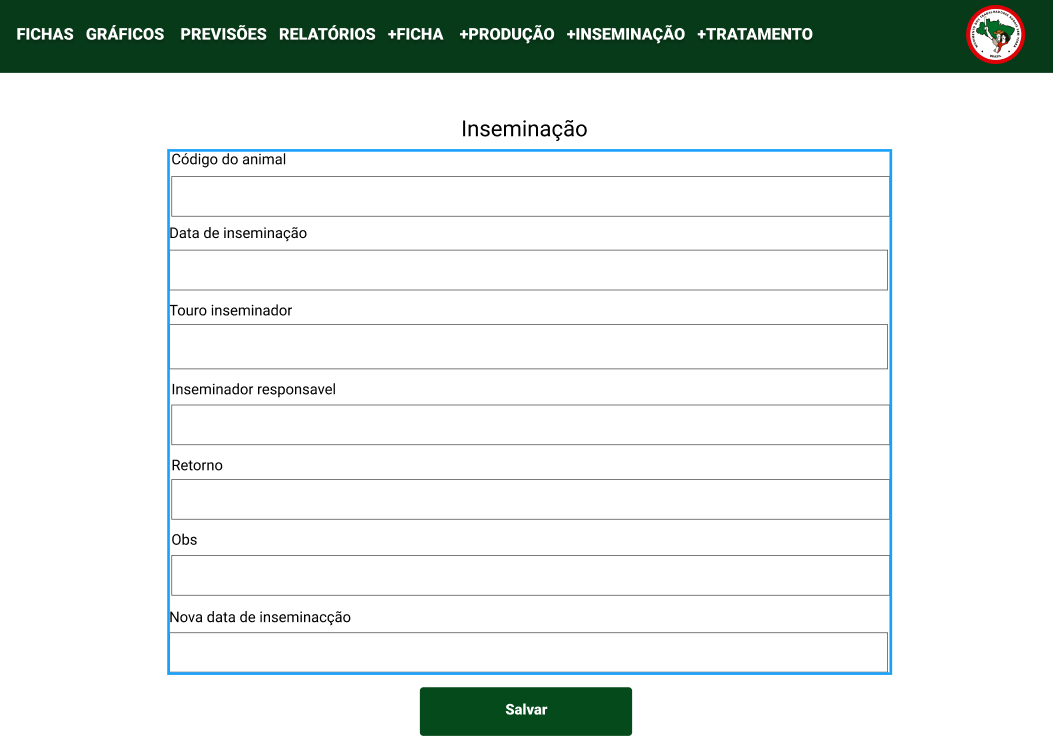 FICHAS GRÁFICOS PREVISÕES RELATÓRIOS +FICHA +PRODUÇÃO +INSEMINAÇÃO +TRATAMENTO
Inseminação
Código do animal
Data de inseminação
Touro inseminador
Inseminador responsavel
Retorno
Obs
Nova data de inseminacção
Salvar